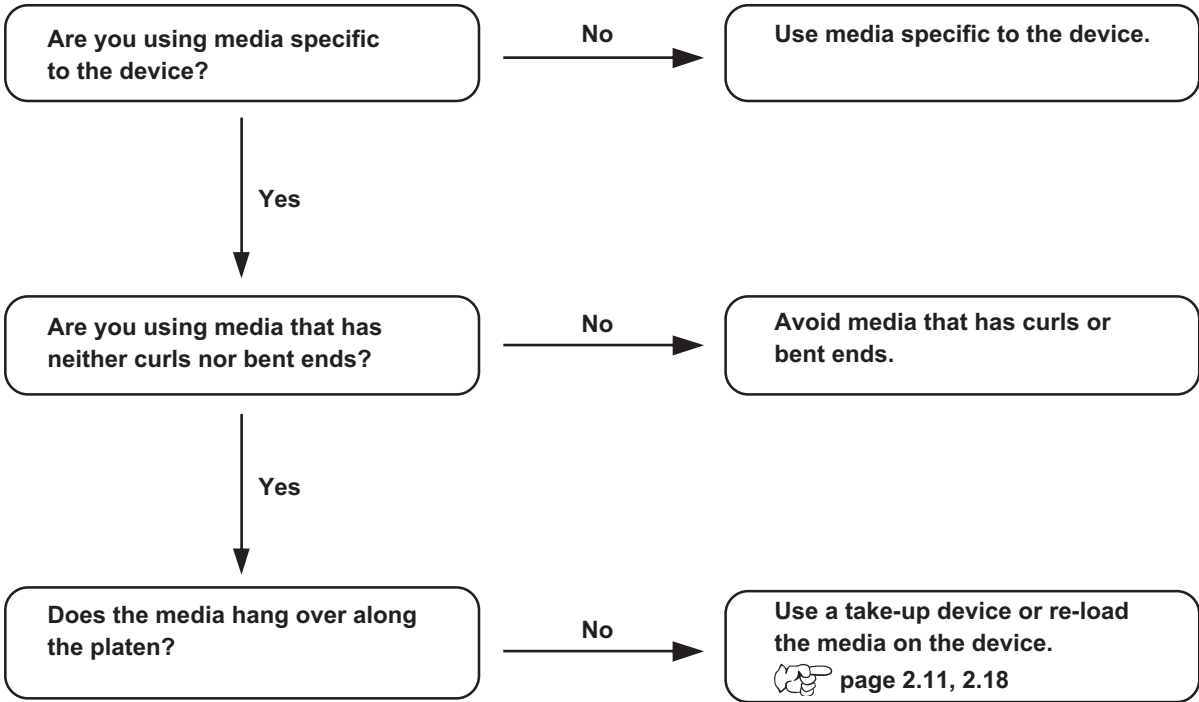 Are you using media specific
to the device?
No
Use media specific to the device.
Yes
Are you using media that has
neither curls nor bent ends?
No
Avoid media that has curls or
bent ends.
Yes
Does the media hang over along
the platen?
No
Use a take-up device or re-load
the media on the device.
page 2.11, 2.18